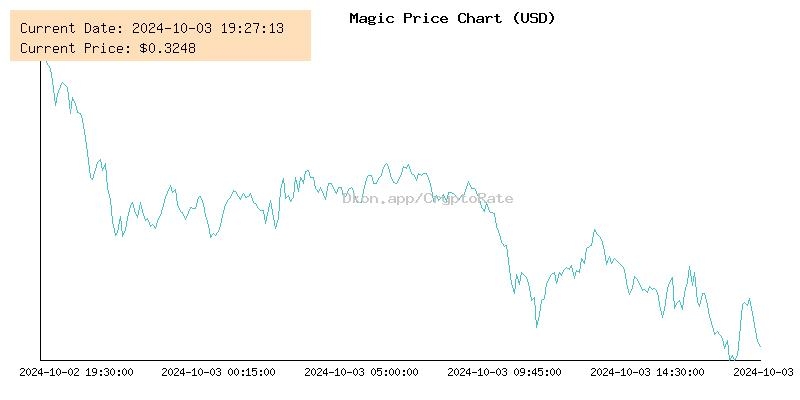 Magic Price Chart (USD)
Current Date: 2024-10-03 19:27:13
Current Price: $0.3248
Dkon.app/CryptoRate
2024-10-02 19:30:00 2024-10-03 00:15:00 2024-10-03 05:00:00 2024-10-03 09:45:00 2024-10-03 14:30:00 2024-10-03